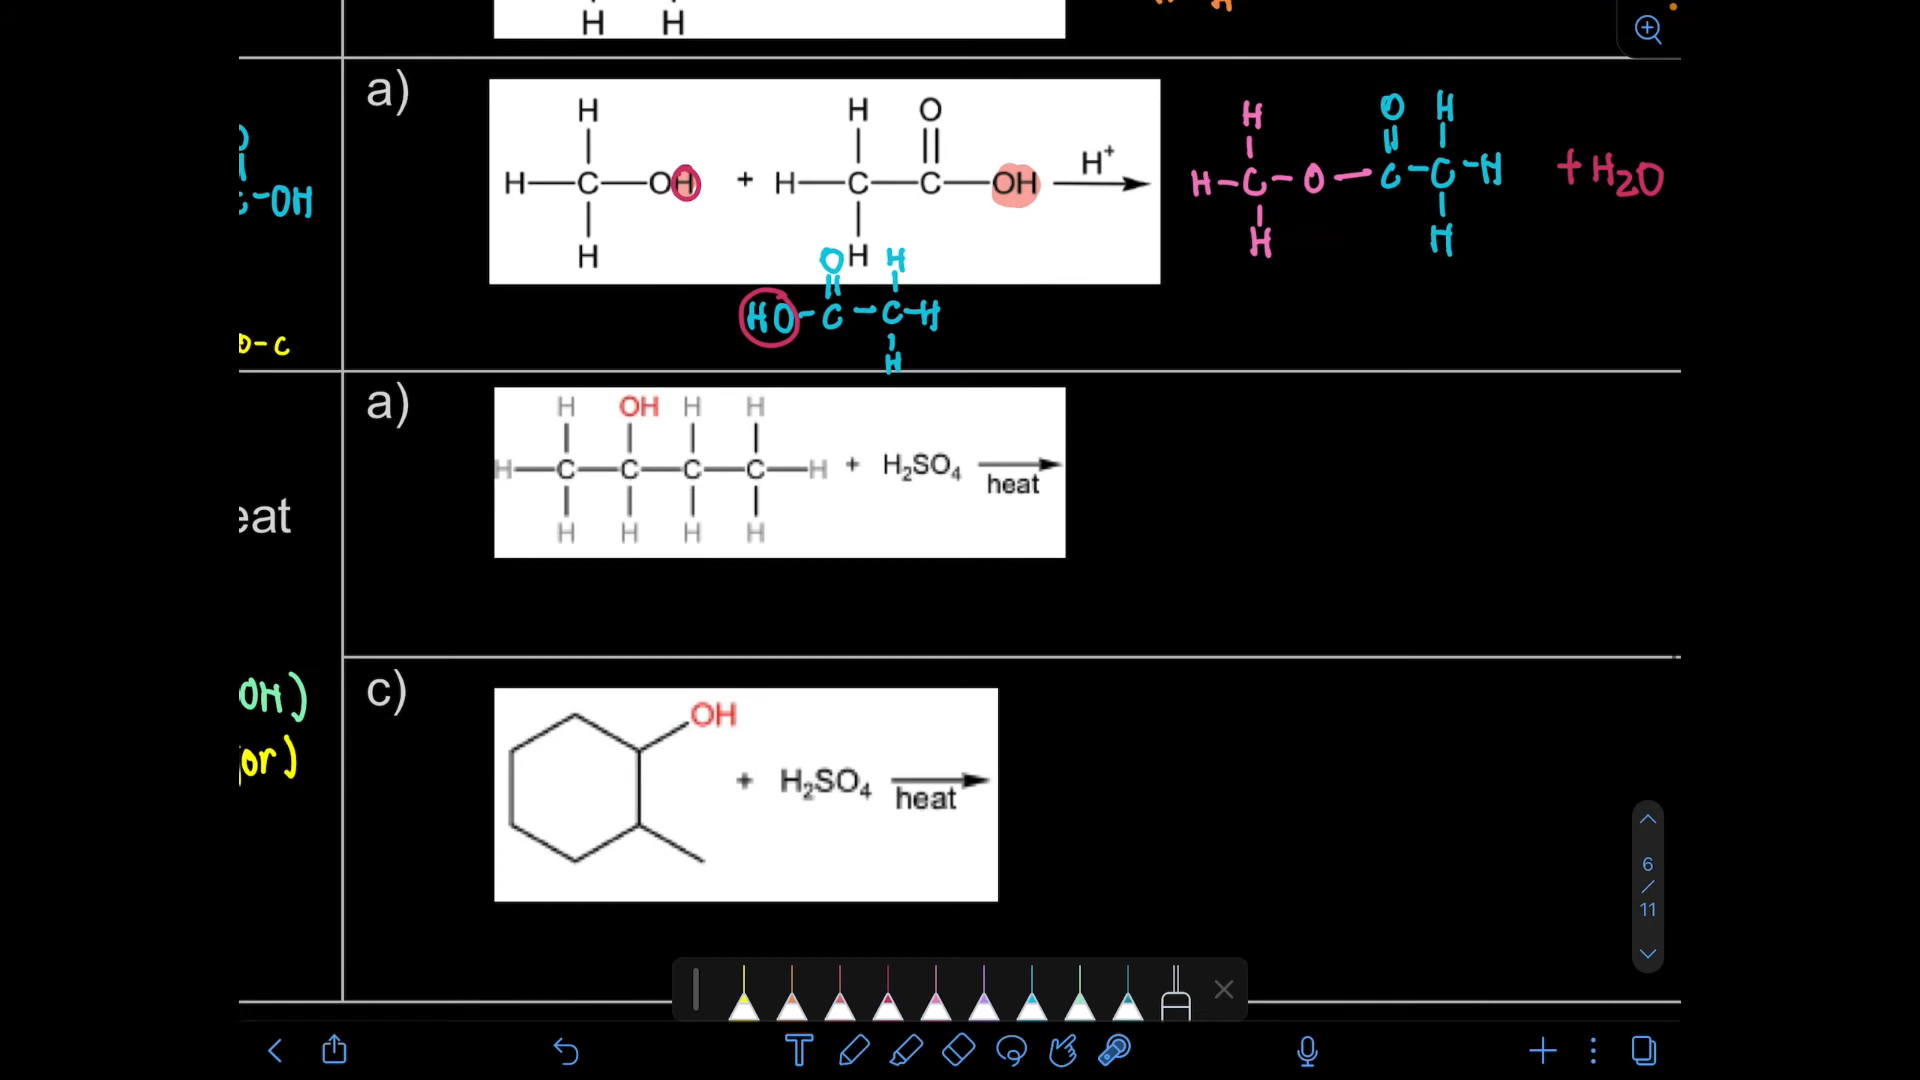 H H
a)
H H O
H—C—OH + H—C—C—OH H⁺
H H
H O H
H–C–O–C–C–H + H₂O
H H
O
C-OH
O H
HO-C-C-H
H
O-C
a)
H OH H H
H—C—C—C—C—H + H₂SO₄ heat
H H H H
eat
OH)
or)
c)
OH
+ H₂SO₄ heat
6
/
11
T